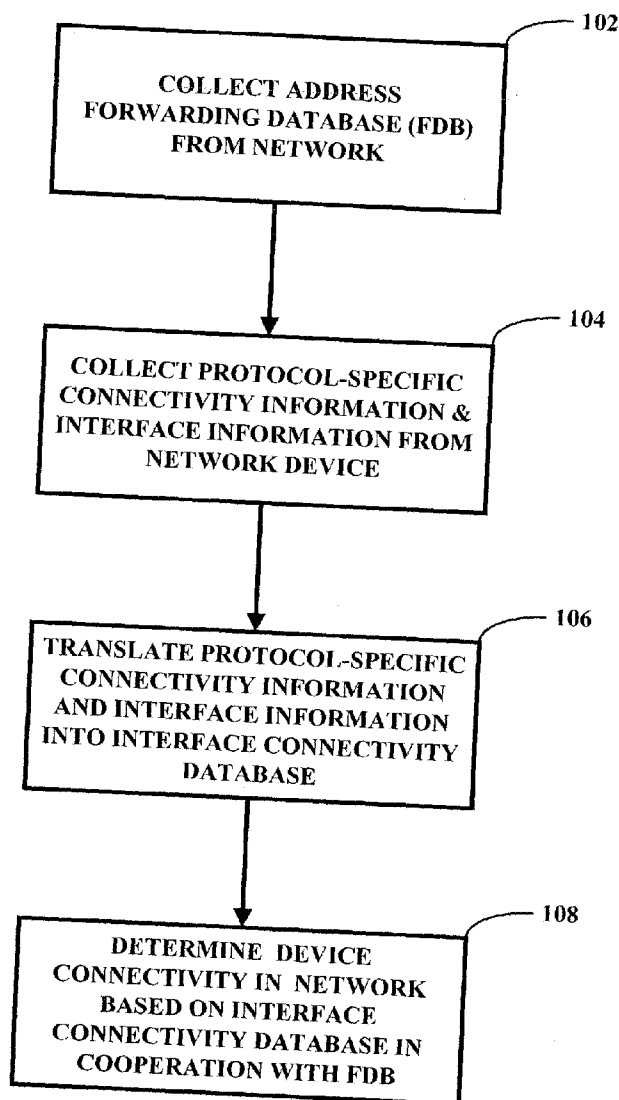 102
COLLECT ADDRESS
FORWARDING DATABASE (FDB)
FROM NETWORK
104
COLLECT PROTOCOL-SPECIFIC
CONNECTIVITY INFORMATION &
INTERFACE INFORMATION FROM
NETWORK DEVICE
106
TRANSLATE PROTOCOL-SPECIFIC
CONNECTIVITY INFORMATION
AND INTERFACE INFORMATION
INTO INTERFACE CONNECTIVITY
DATABASE
108
DETERMINE DEVICE
CONNECTIVITY IN NETWORK
BASED ON INTERFACE
CONNECTIVITY DATABASE IN
COOPERATION WITH FDB